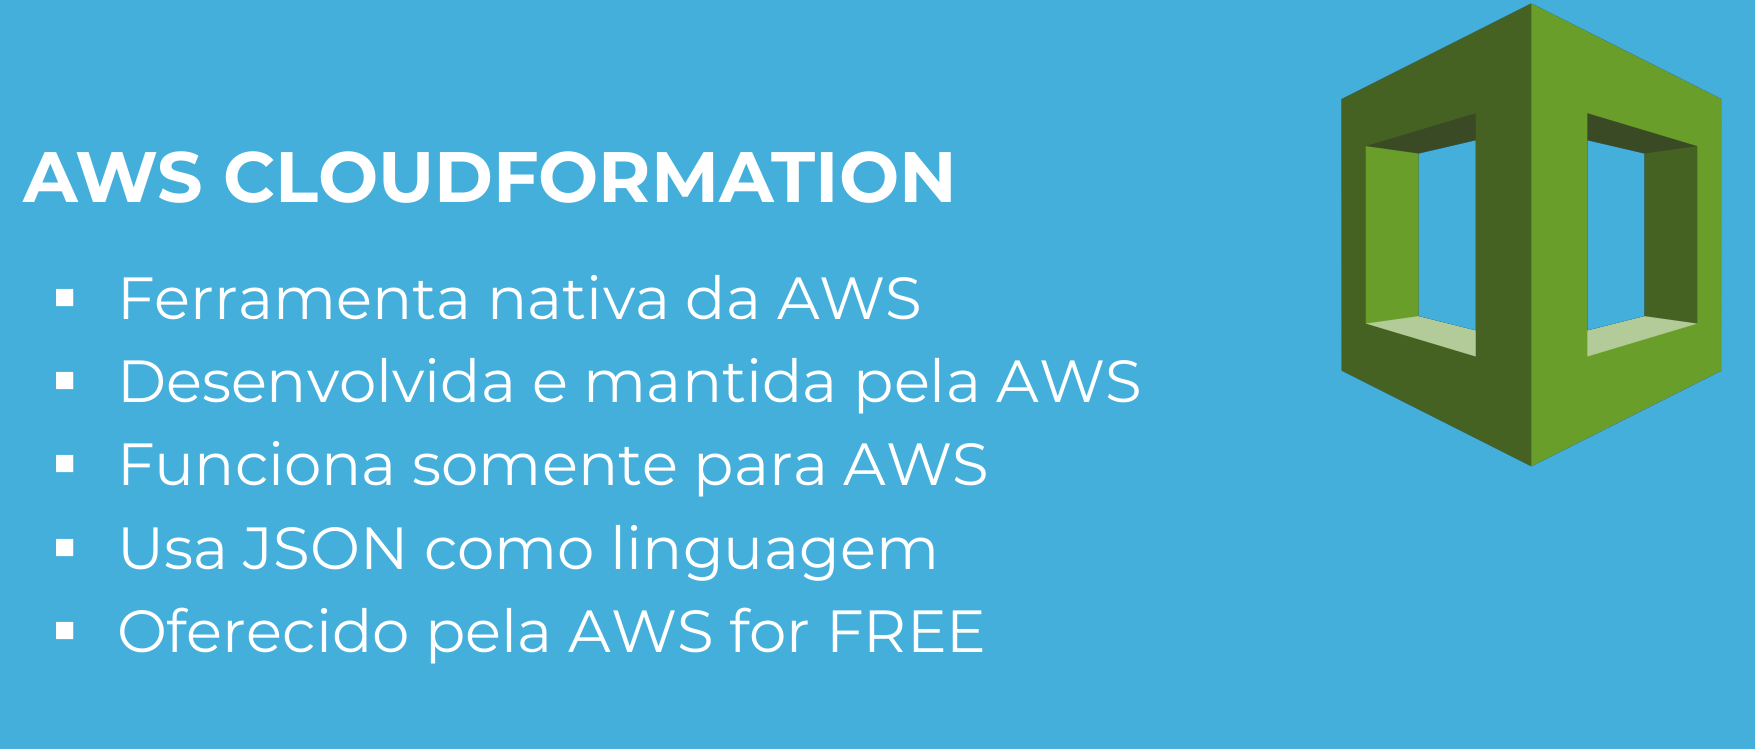 AWS CLOUDFORMATION
▪ Ferramenta nativa da AWS
▪ Desenvolvida e mantida pela AWS
▪ Funciona somente para AWS
▪ Usa JSON como linguagem
▪ Oferecido pela AWS for FREE